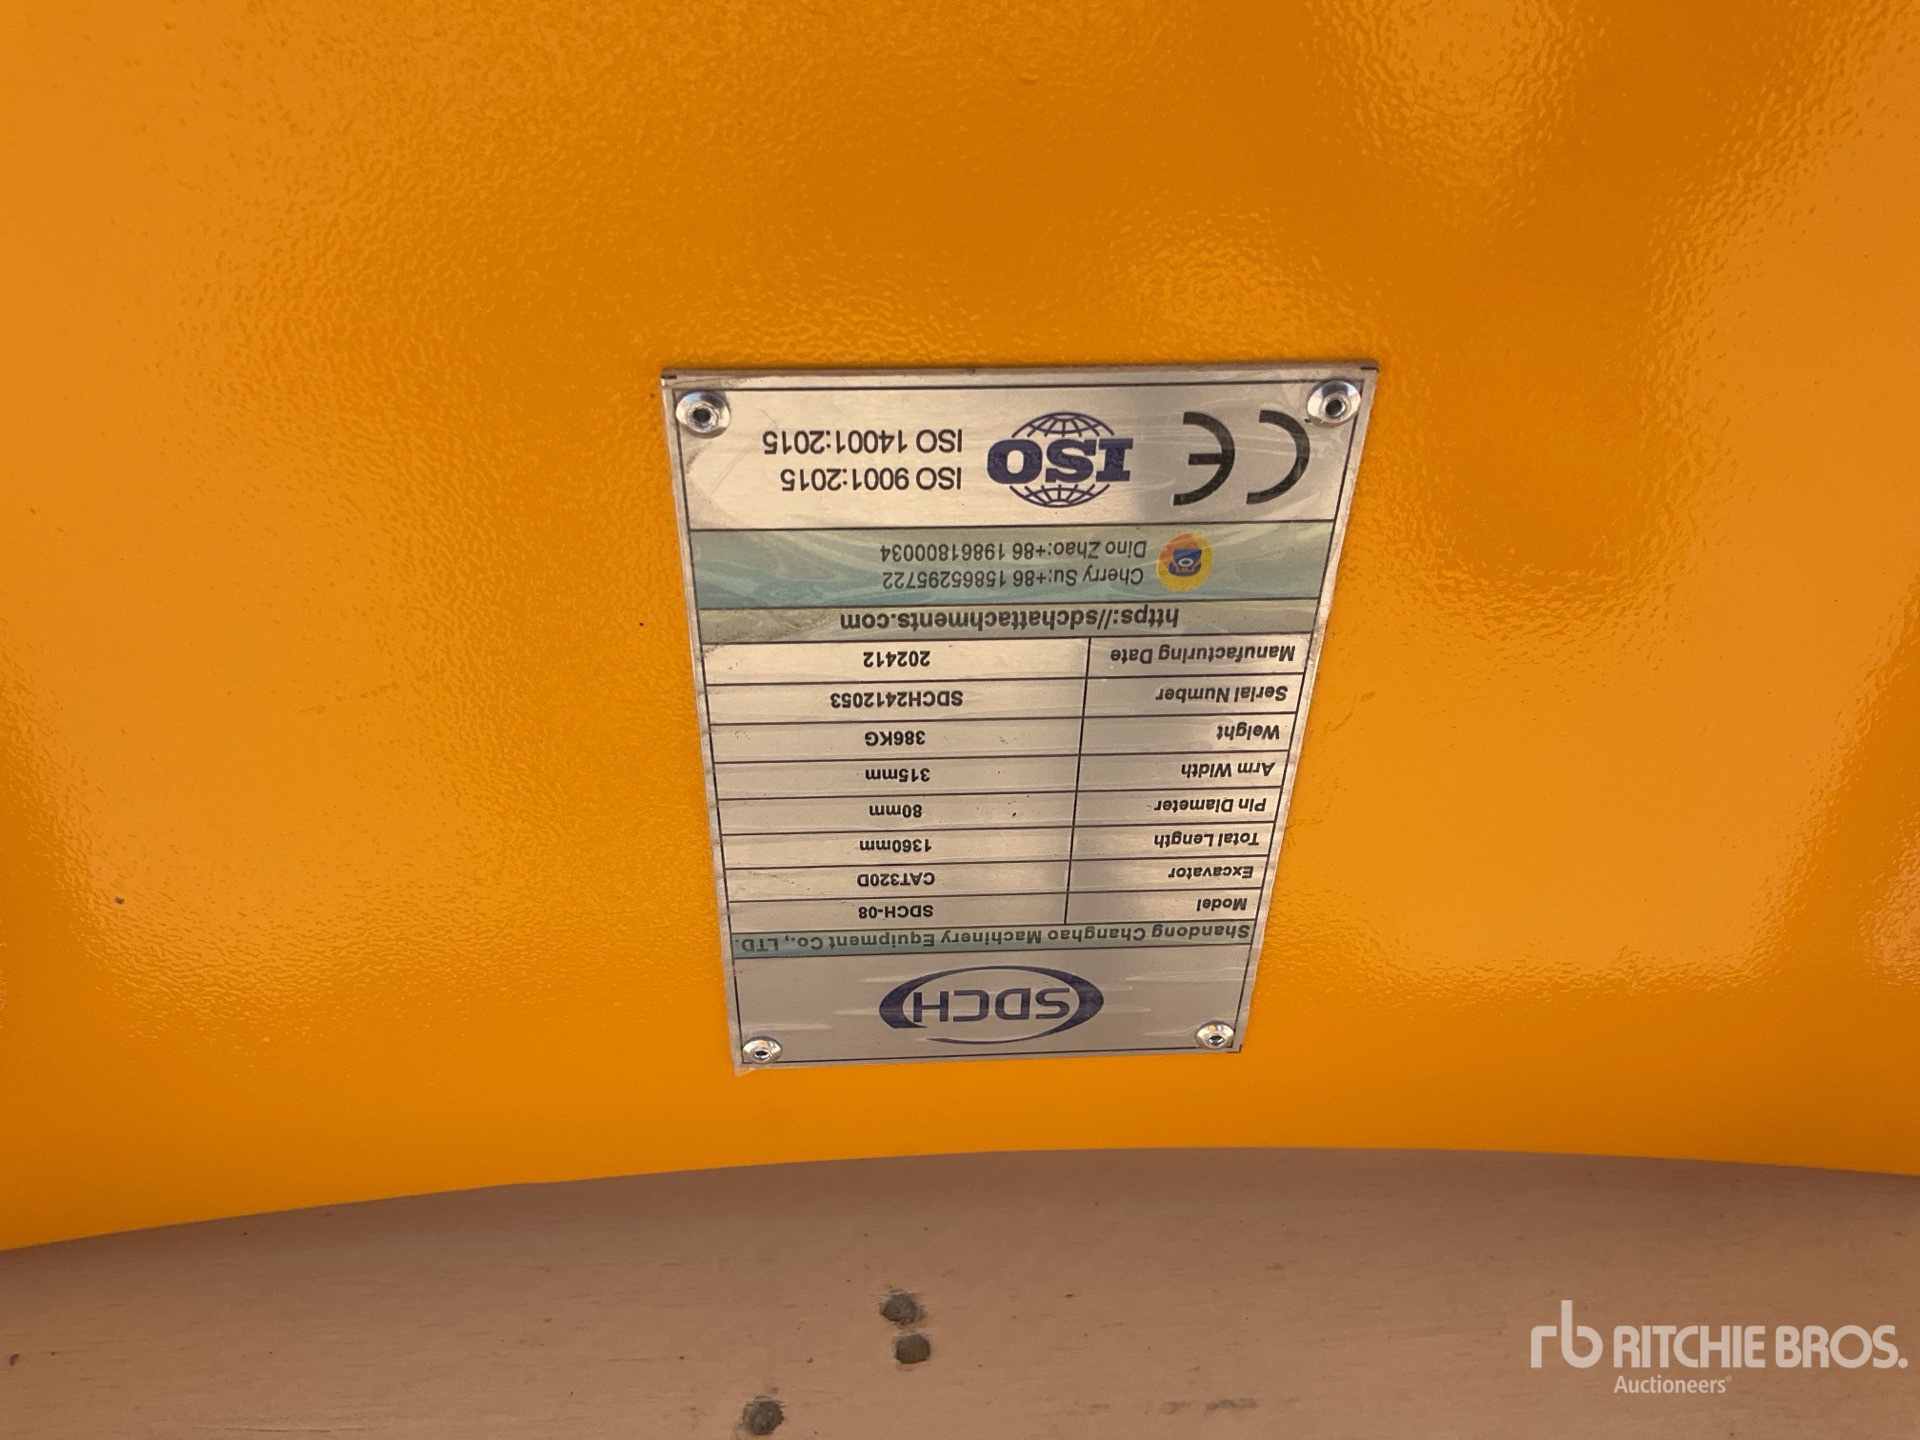 SDCH
Shandong Changhao Machinery Equipment Co., LTD.
Model SDCH-08
Excavator CAT320D
Total Length 1360mm
Pin Diameter 80mm
Arm Width 315mm
Weight 386KG
Serial Number SDCH2412053
Manufacturing Date 202412
https://sdchattachments.com
Cherry Su:+86 15865295722
Dino Zhao:+86 19861800034
CE ISO ISO 9001:2015
ISO 14001:2015
rb RITCHIE BROS.
Auctioneers